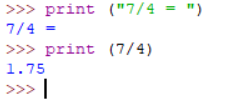 >>> print ("7/4 = ")
7/4 =
>>> print (7/4)
1.75
>>>